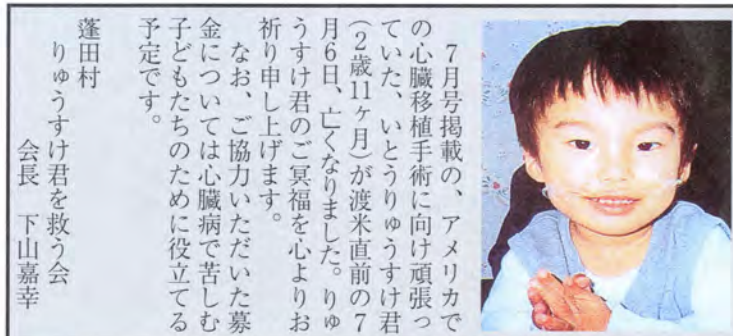 7月号掲載の、アメリカで
の心臓移植手術に向け頑張っ
ていた、いとうりゅうすけ君
(2歳11ヶ月)が渡米直前の7
月6日、亡くなりました。りゅ
うすけ君のご冥福を心よりお
祈り申し上げます。
なお、ご協力いただいた募
金については心臓病で苦しむ
子どもたちのために役立てる
予定です。
蓬田村
りゅうすけ君を救う会
会長 下山嘉幸